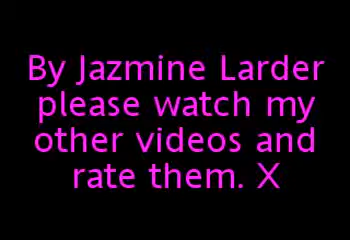 By Jazmine Larder
please watch my
other videos and
rate them. X